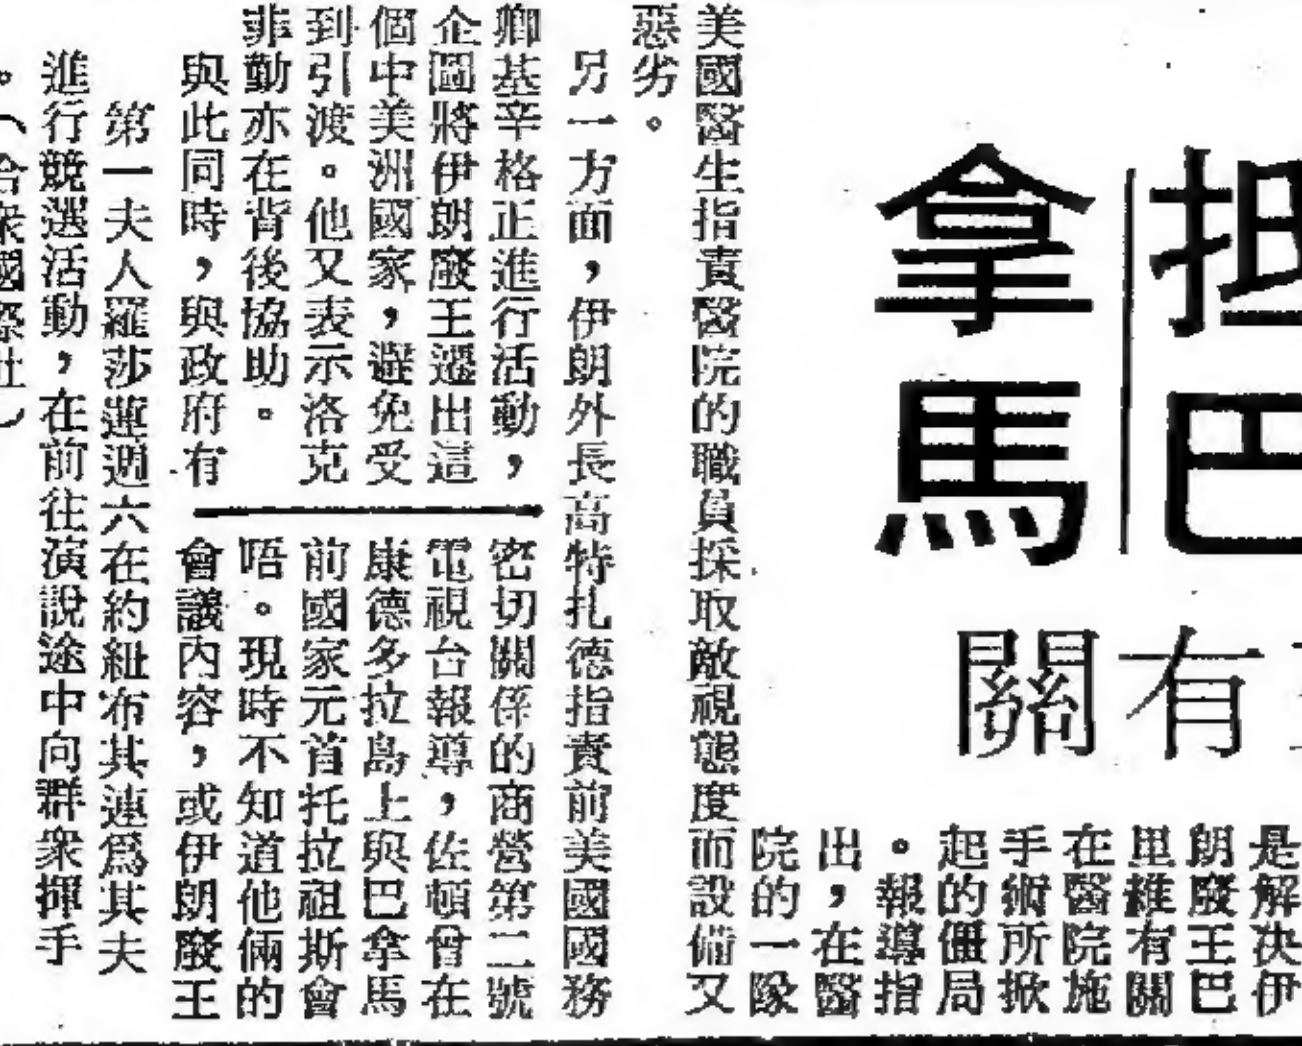 担巴
拿馬
有關
是解决伊
朗廢王巴
里維有關
在醫院施
手術所掀
起的僵局
。報導指
出，在醫
院的一隊
美國醫生指責醫院的職員採取敵視態度而設備又
惡劣。
另一方面，伊朗外長高特扎德指責前美國國務
卿基辛格正進行活動，
企圖將伊朗廢王遷出這
個中美洲國家，避免受
到引渡。他又表示洛克
菲勒亦在背後協助。
與此同時，與政府有
密切關係的商營第二號
電視台報導，佐頓曾在
康德多拉島上與巴拿馬
前國家元首托拉祖斯會
唔。現時不知道他倆的
會議內容，或伊朗廢王
第一夫人羅莎蓮週六在約紐布其連爲其夫
進行競選活動，在前往演說途中向群衆揮手
。（合衆國際社）